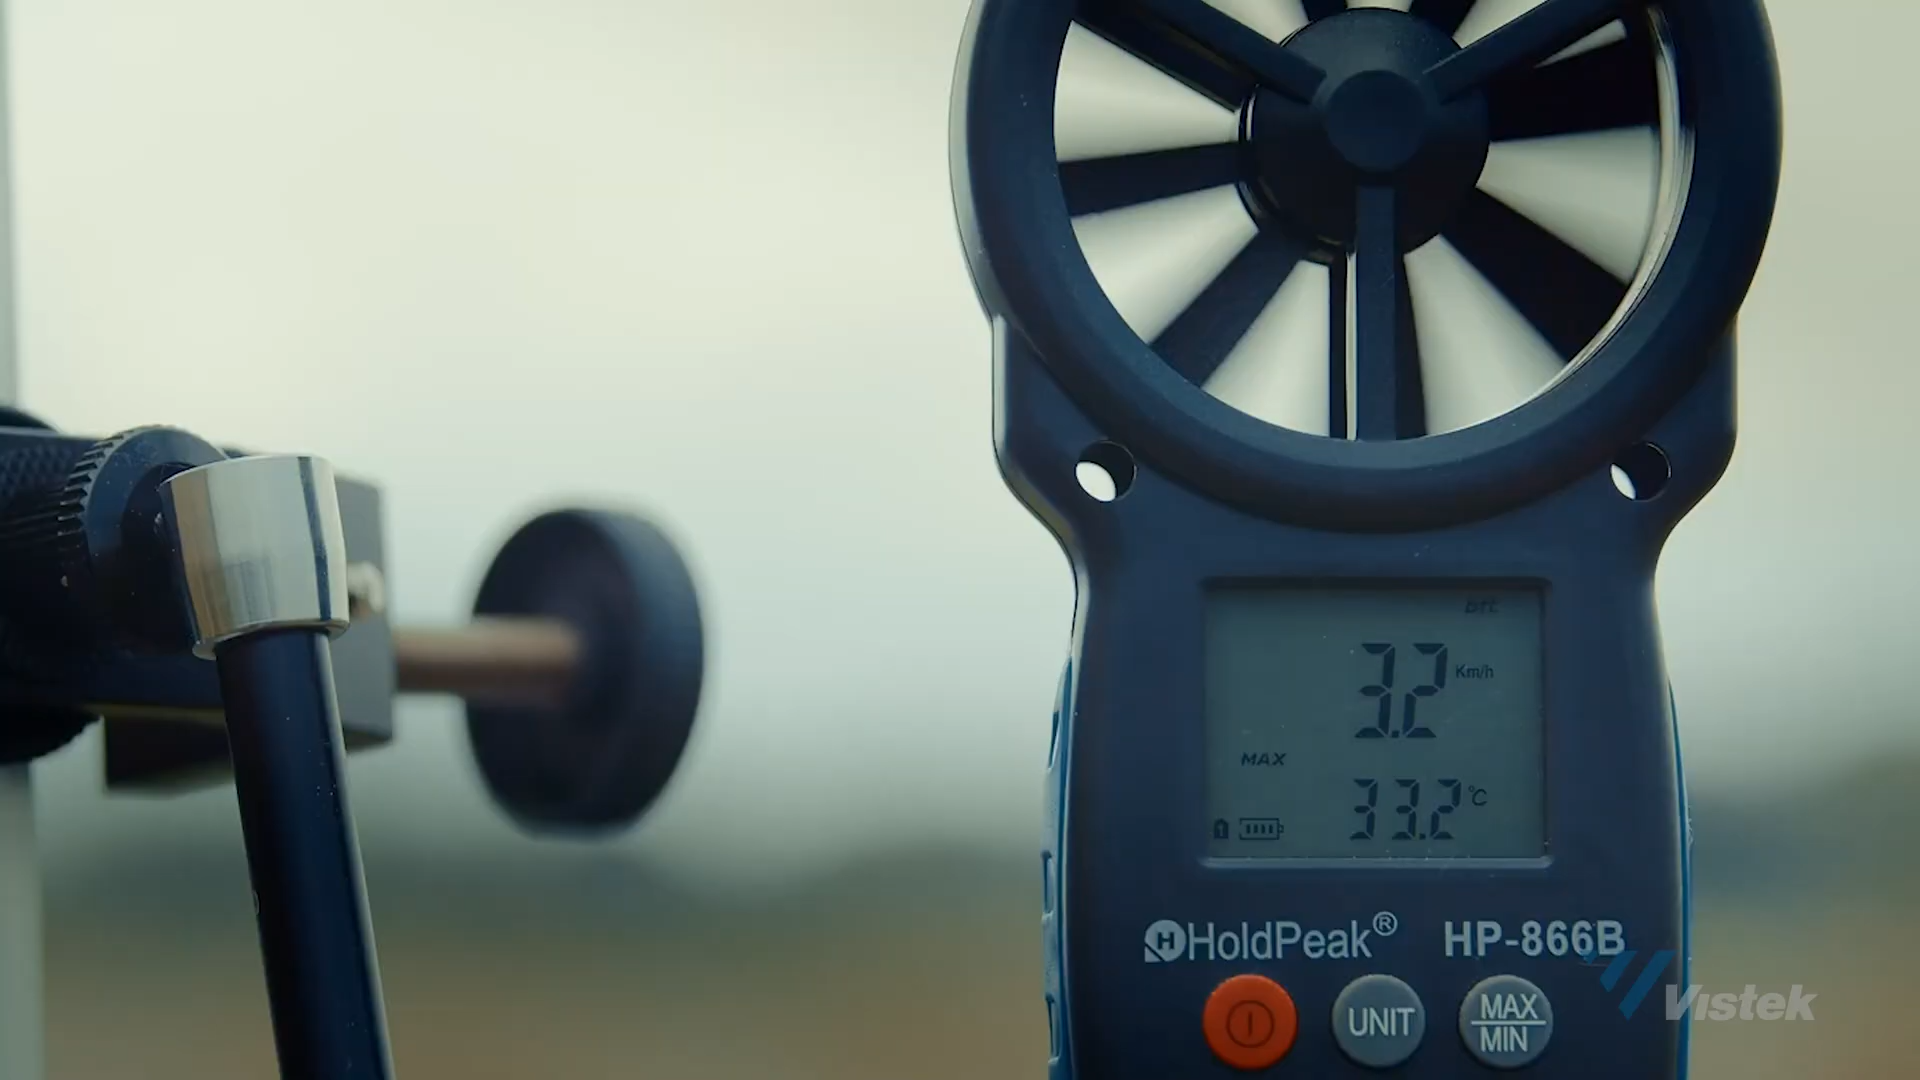 3.2 Km/h
MAX
33.2 °C
HoldPeak® HP-866B
UNIT
MAX
MIN
Vistek